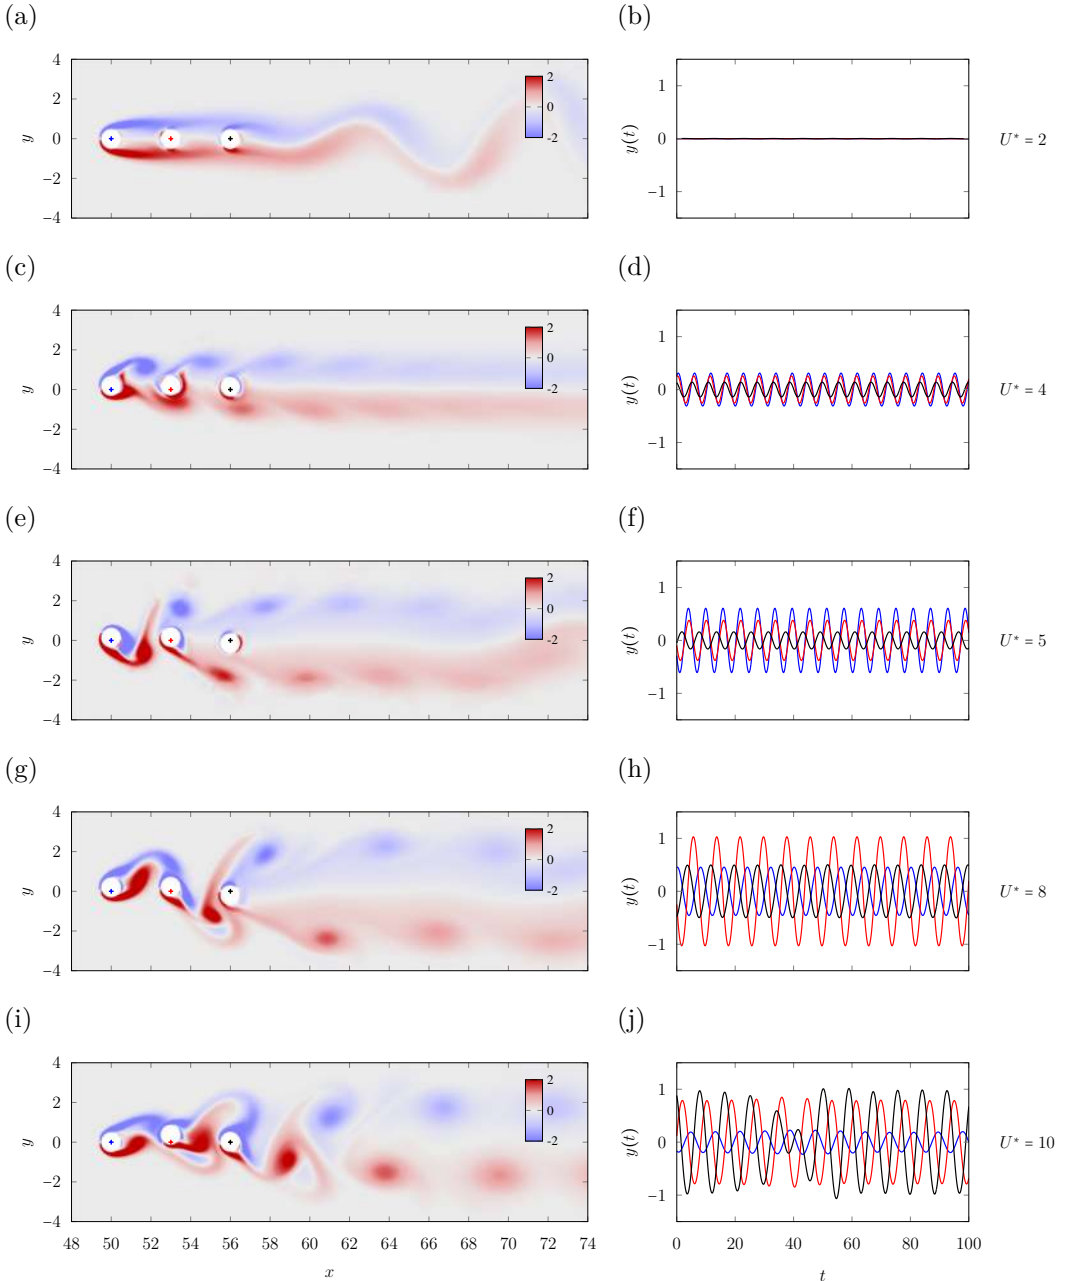 (a)
(b)
4
2
0
−2
−4
y
2
0
−2
1
0
−1
y(t)
U* = 2
(c)
(d)
4
2
0
−2
−4
y
2
0
−2
1
0
−1
y(t)
U* = 4
(e)
(f)
4
2
0
−2
−4
y
2
0
−2
1
0
−1
y(t)
U* = 5
(g)
(h)
4
2
0
−2
−4
y
2
0
−2
1
0
−1
y(t)
U* = 8
(i)
(j)
4
2
0
−2
−4
y
2
0
−2
1
0
−1
y(t)
U* = 10
48 50 52 54 56 58 60 62 64 66 68 70 72 74
x
0 20 40 60 80 100
t